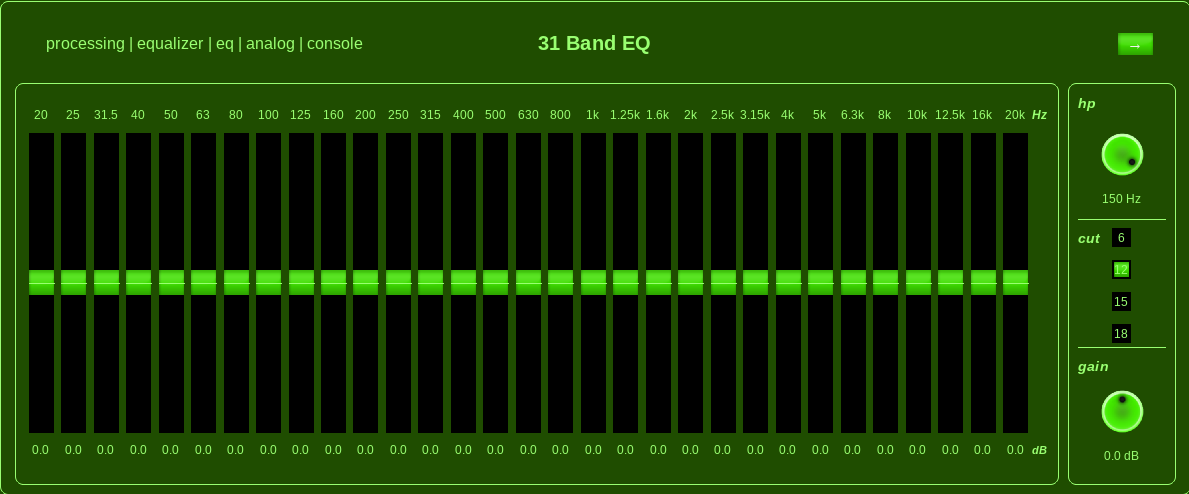 processing | equalizer | eq | analog | console
31 Band EQ
→
20 25 31.5 40 50 63 80 100 125 160 200 250 315 400 500 630 800 1k 1.25k 1.6k 2k 2.5k 3.15k 4k 5k 6.3k 8k 10k 12.5k 16k 20k Hz
0.0 0.0 0.0 0.0 0.0 0.0 0.0 0.0 0.0 0.0 0.0 0.0 0.0 0.0 0.0 0.0 0.0 0.0 0.0 0.0 0.0 0.0 0.0 0.0 0.0 0.0 0.0 0.0 0.0 0.0 0.0 dB
hp
150 Hz
cut 6
12
15
18
gain
0.0 dB